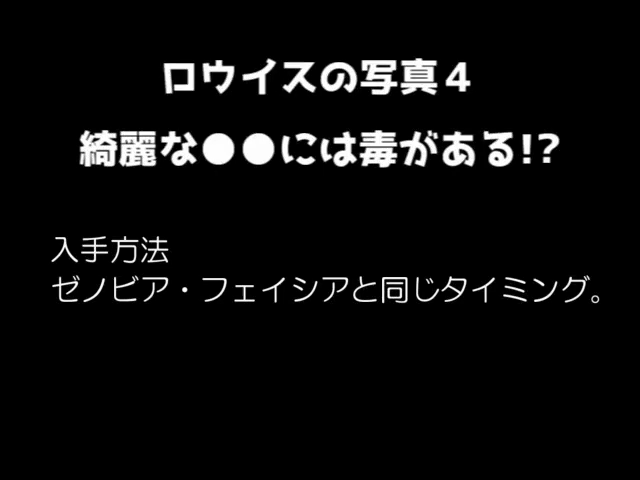 ロウイスの写真４
綺麗な●●には毒がある!?
入手方法
ゼノビア・フェイシアと同じタイミング。